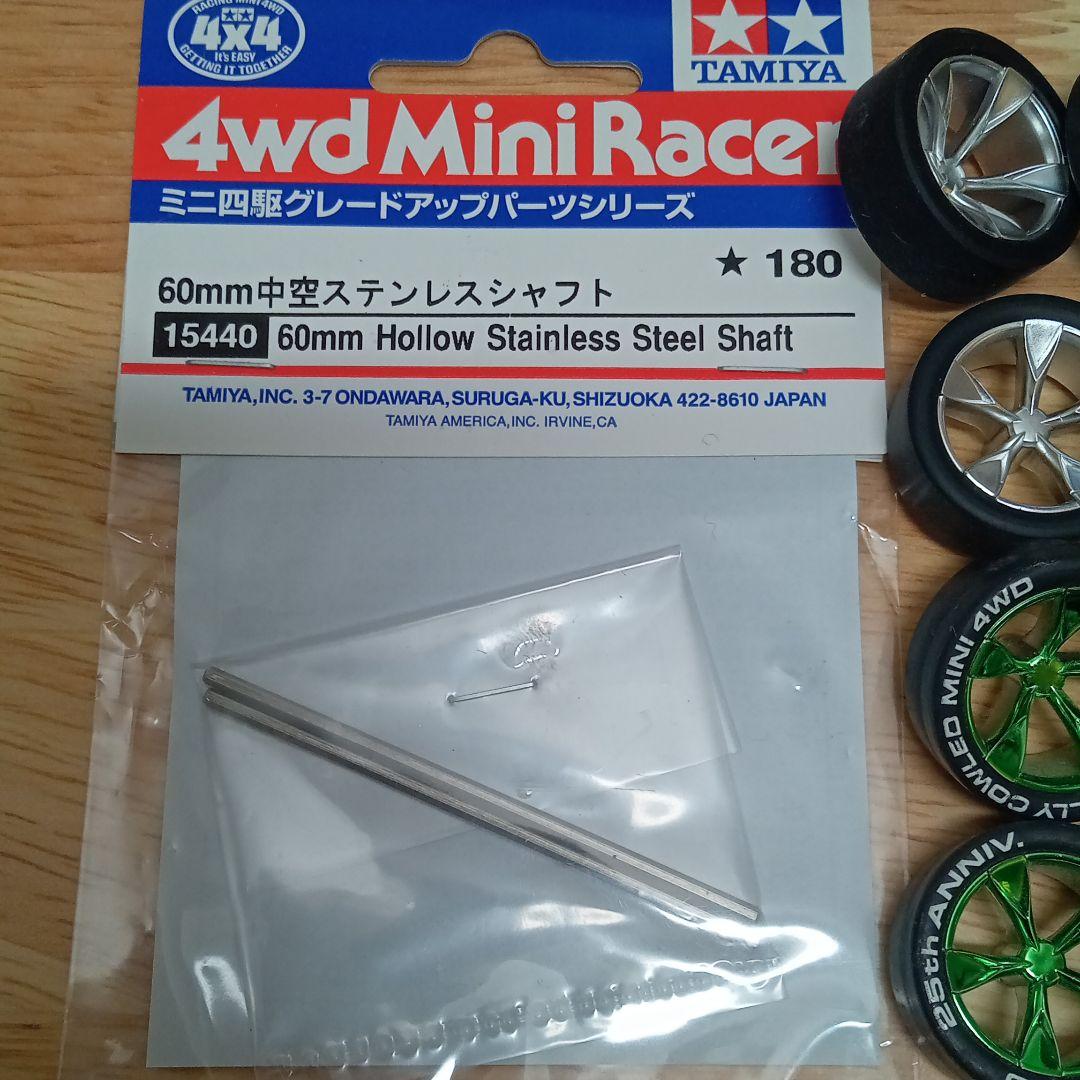 RACING MINI 4WD
4x4
It's EASY
GETTING IT TOGETHER
TAMIYA
4wd Mini Racer
ミニ四駆グレードアップパーツシリーズ
★ 180
60mm中空ステンレスシャフト
15440 60mm Hollow Stainless Steel Shaft
TAMIYA, INC. 3-7 ONDAWARA, SURUGA-KU, SHIZUOKA 422-8610 JAPAN
TAMIYA AMERICA, INC. IRVINE, CA
LLY COWLED MINI 4WD
25th ANNIV.